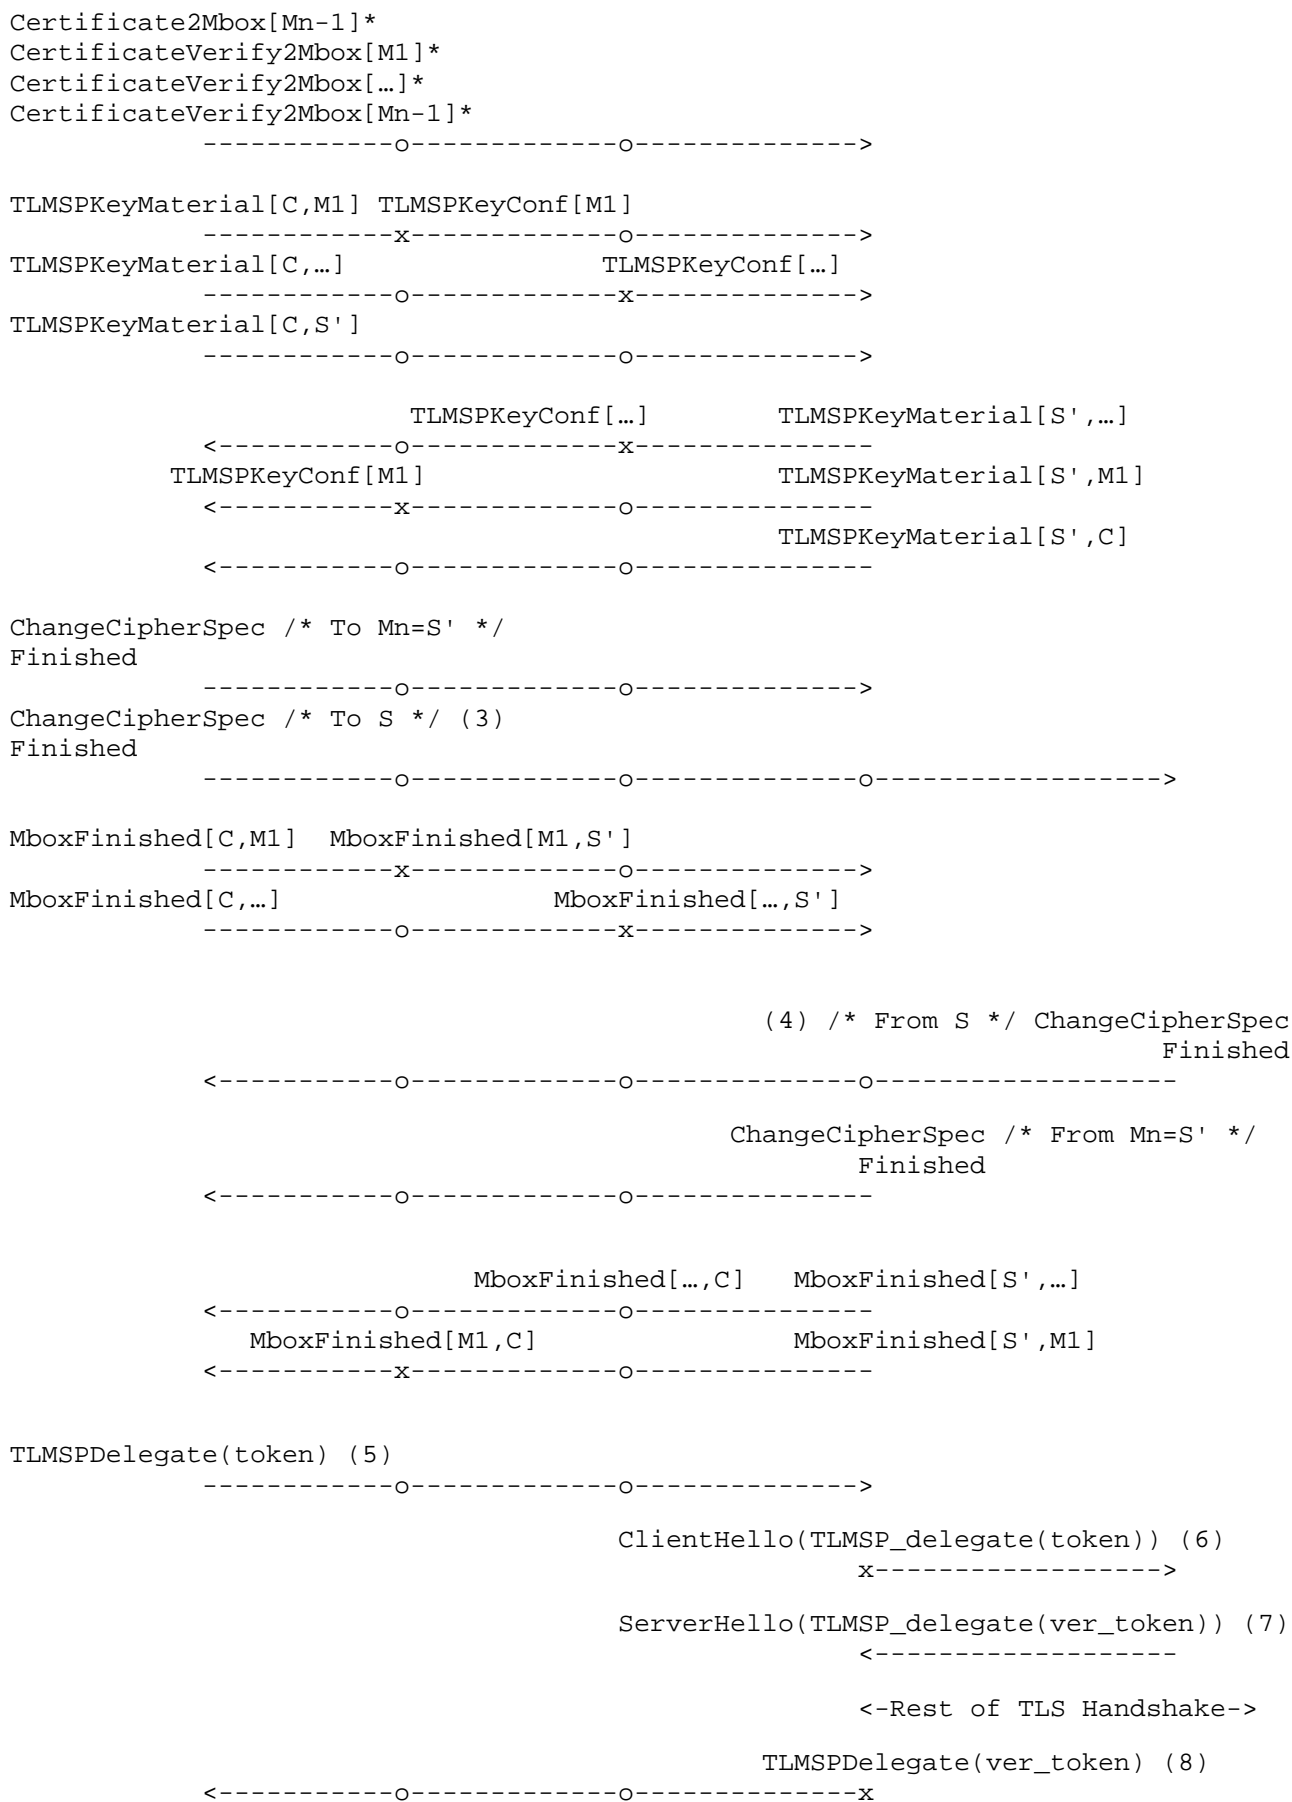 Certificate2Mbox[Mn-1]*
CertificateVerify2Mbox[M1]*
CertificateVerify2Mbox[…]*
CertificateVerify2Mbox[Mn-1]*
------------o-------------o-------------->
TLMSPKeyMaterial[C,M1] TLMSPKeyConf[M1]
------------x-------------o-------------->
TLMSPKeyMaterial[C,…] TLMSPKeyConf[…]
------------o-------------x-------------->
TLMSPKeyMaterial[C,S']
------------o-------------o-------------->
TLMSPKeyConf[…] TLMSPKeyMaterial[S',…]
<-----------o-------------x---------------
TLMSPKeyConf[M1] TLMSPKeyMaterial[S',M1]
<-----------x-------------o---------------
TLMSPKeyMaterial[S',C]
<-----------o-------------o---------------
ChangeCipherSpec /* To Mn=S' */
Finished
------------o-------------o-------------->
ChangeCipherSpec /* To S */ (3)
Finished
------------o-------------o--------------o------------------>
MboxFinished[C,M1] MboxFinished[M1,S']
------------x-------------o-------------->
MboxFinished[C,…] MboxFinished[…,S']
------------o-------------x-------------->
(4) /* From S */ ChangeCipherSpec
Finished
<-----------o-------------o--------------o-------------------
ChangeCipherSpec /* From Mn=S' */
Finished
<-----------o-------------o---------------
MboxFinished[…,C] MboxFinished[S',…]
<-----------o-------------o---------------
MboxFinished[M1,C] MboxFinished[S',M1]
<-----------x-------------o---------------
TLMSPDelegate(token) (5)
------------o-------------o-------------->
ClientHello(TLMSP_delegate(token)) (6)
x------------------>
ServerHello(TLMSP_delegate(ver_token)) (7)
<-------------------
<-Rest of TLS Handshake->
TLMSPDelegate(ver_token) (8)
<-----------o-------------o--------------x